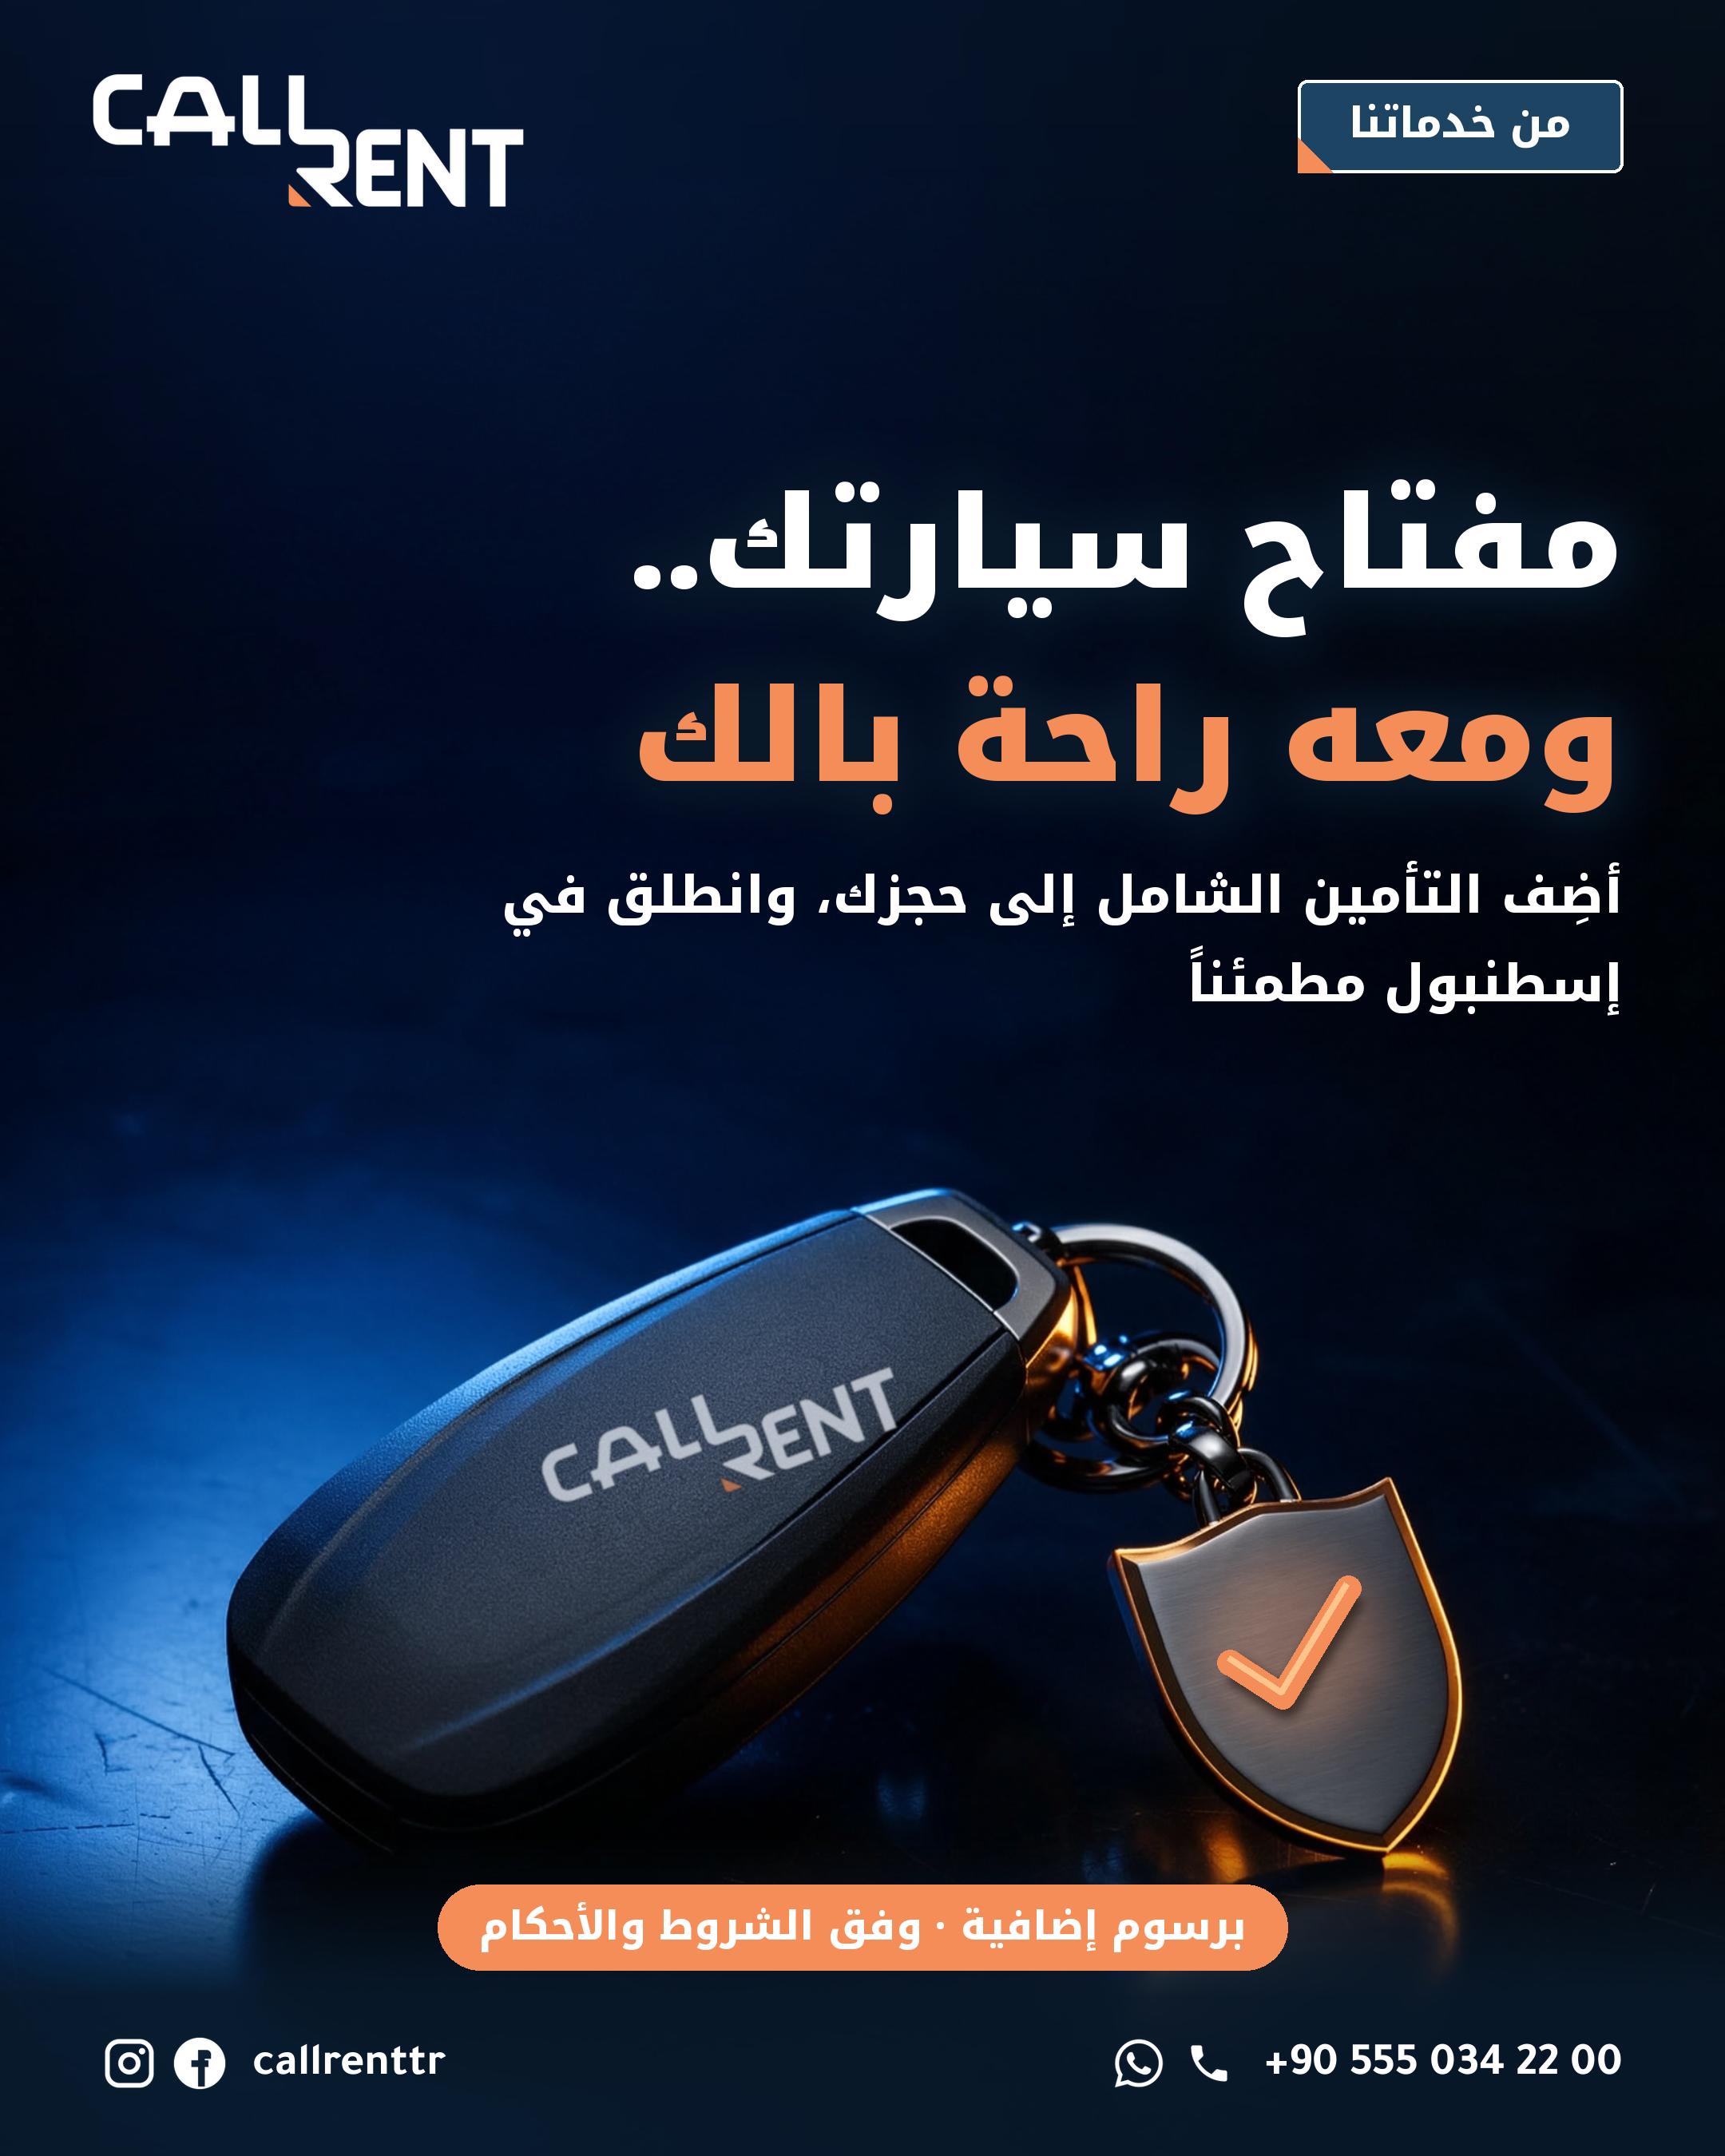 CALL RENT
من خدماتنا
مفتاح سيارتك..
ومعه راحة بالك
أضِف التأمين الشامل إلى حجزك، وانطلق في
إسطنبول مطمئناً
CALL RENT
برسوم إضافية · وفق الشروط والأحكام
callrenttr
+90 555 034 22 00